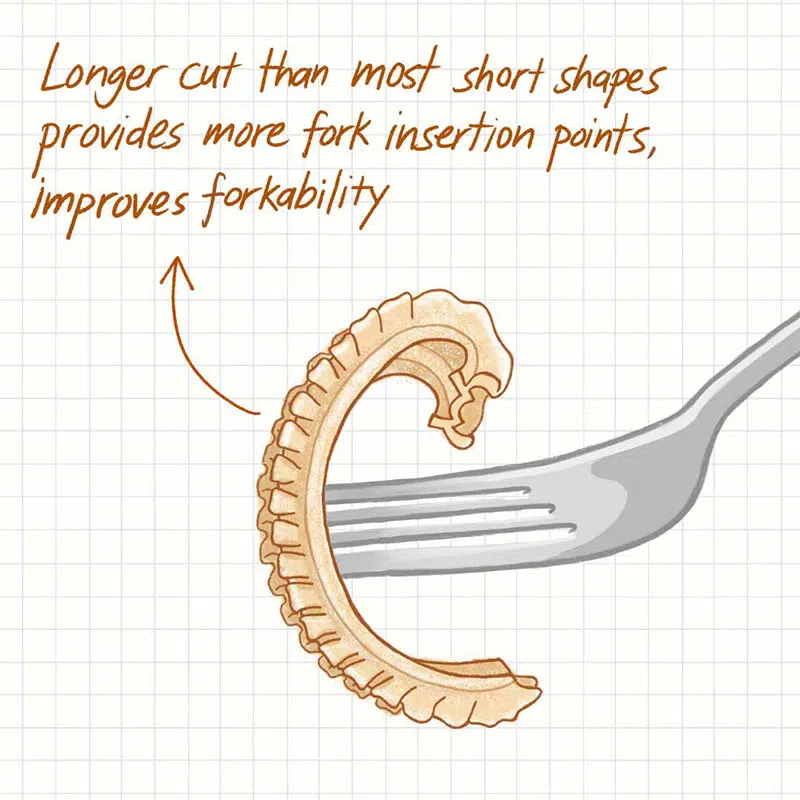 Longer cut than most short shapes
provides more fork insertion points,
improves forkability